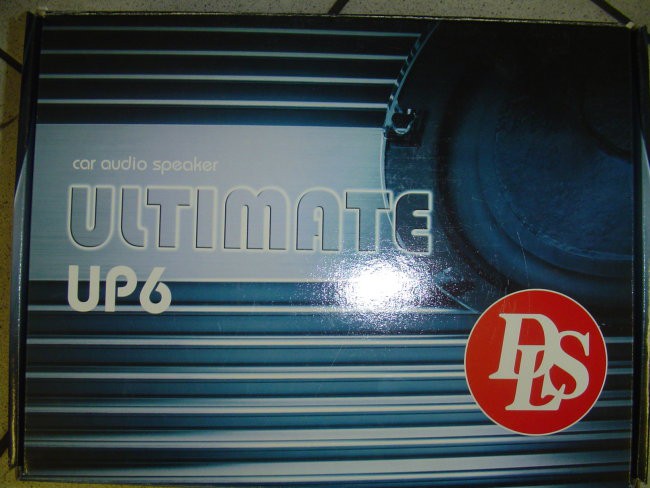 car audio speaker
ULTIMATE
UP6
DLS